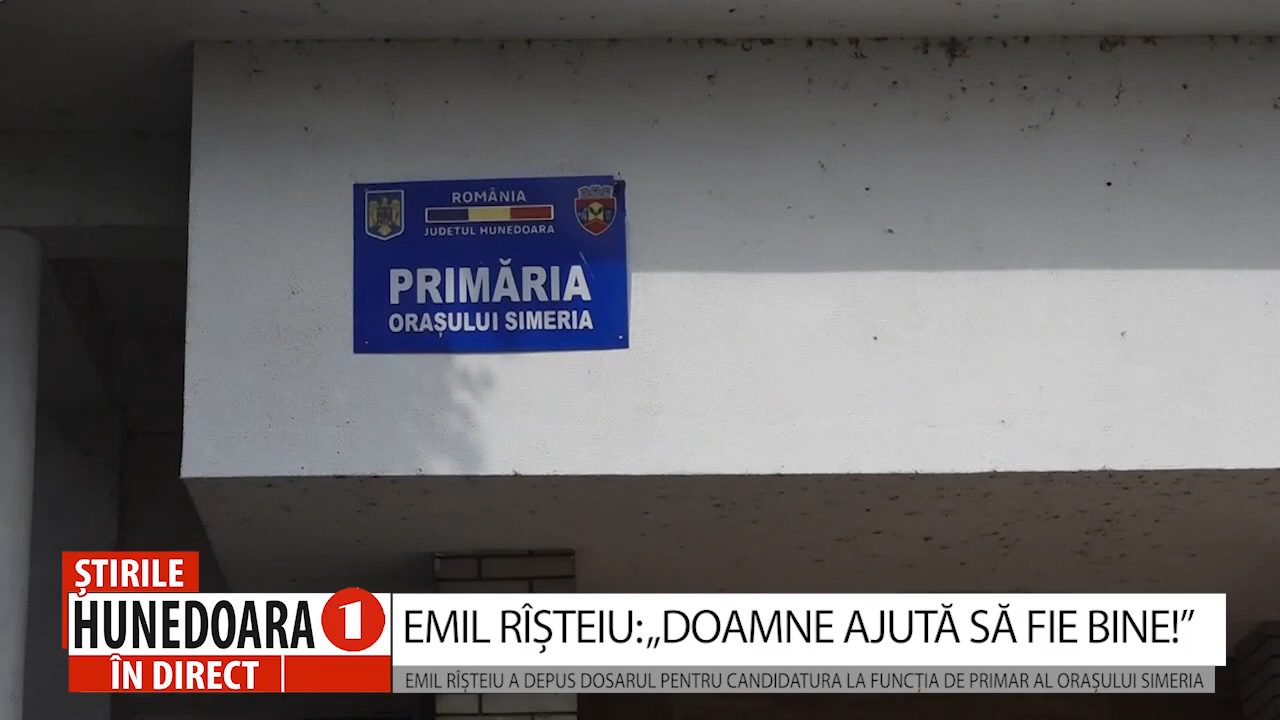 ROMÂNIA
JUDETUL HUNEDOARA
PRIMĂRIA
ORAȘULUI SIMERIA
ȘTIRILE
HUNEDOARA 1
ÎN DIRECT
EMIL RÎȘTEIU:„DOAMNE AJUTĂ SĂ FIE BINE!”
EMIL RÎȘTEIU A DEPUS DOSARUL PENTRU CANDIDATURA LA FUNCȚIA DE PRIMAR AL ORAȘULUI SIMERIA